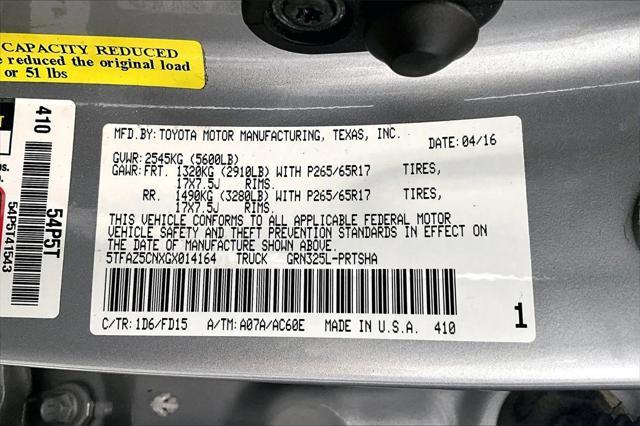 CAPACITY REDUCED
e reduced the original load
or 51 lbs
410
54P5T
54P5141543
MFD.BY: TOYOTA MOTOR MANUFACTURING, TEXAS, INC. DATE: 04/16
GVWR: 2545KG (5600LB)
GAWR: FRT. 1320KG (2910LB) WITH P265/65R17 TIRES,
17X7.5J RIMS.
RR. 1490KG (3280LB) WITH P265/65R17 TIRES,
17X7.5J RIMS.
THIS VEHICLE CONFORMS TO ALL APPLICABLE FEDERAL MOTOR
VEHICLE SAFETY AND THEFT PREVENTION STANDARDS IN EFFECT ON
THE DATE OF MANUFACTURE SHOWN ABOVE.
5TFAZ5CNXGX014164 TRUCK GRN325L-PRTSHA
C/TR: 1D6/FD15 A/TM: A07A/AC60E MADE IN U.S.A. 410
1